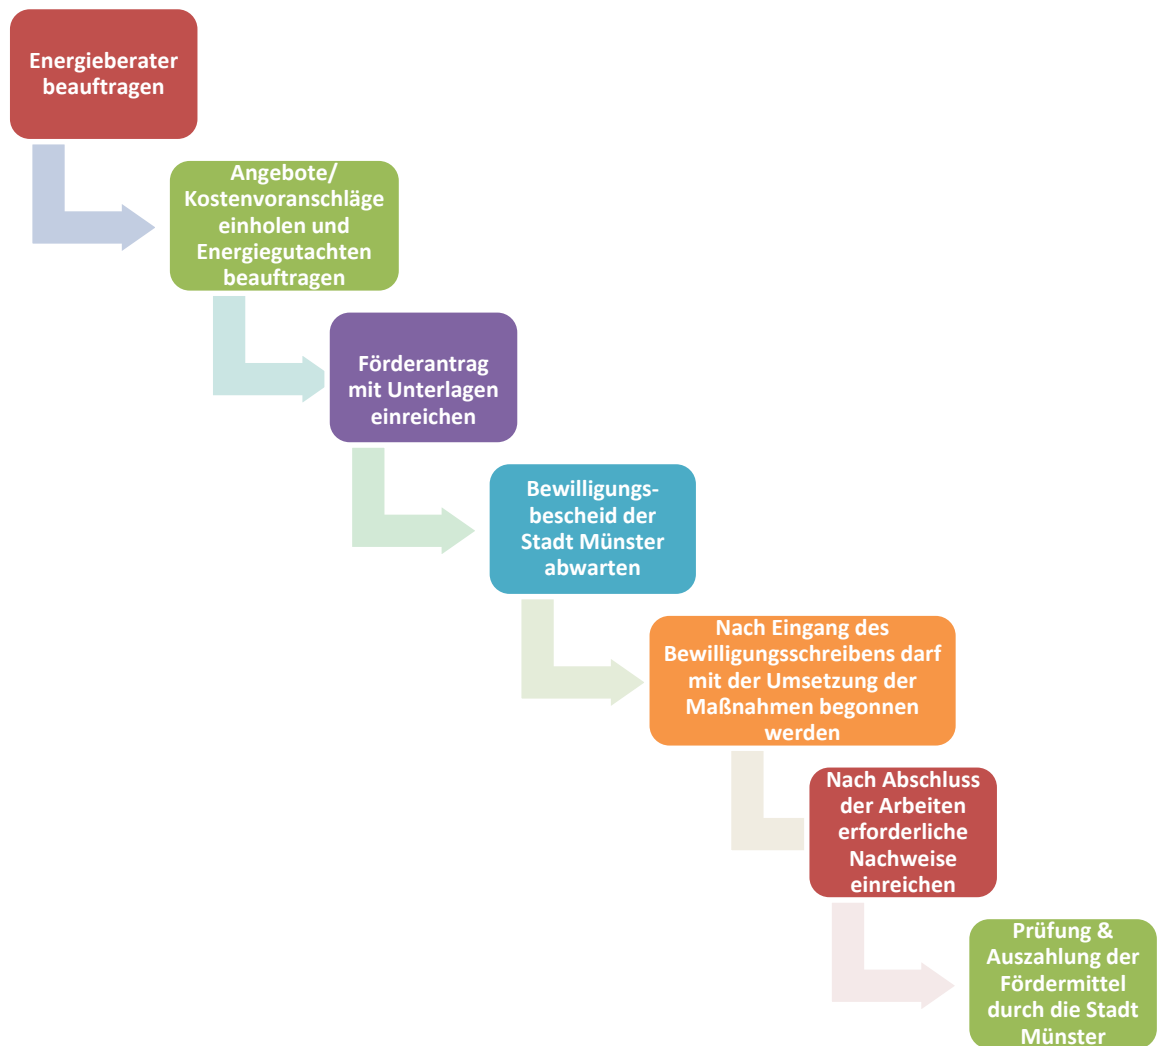 Energieberater
beauftragen
Angebote/
Kostenvoranschläge
einholen und
Energiegutachten
beauftragen
Förderantrag
mit Unterlagen
einreichen
Bewilligungs-
bescheid der
Stadt Münster
abwarten
Nach Eingang des
Bewilligungsschreibens darf
mit der Umsetzung der
Maßnahmen begonnen
werden
Nach Abschluss
der Arbeiten
erforderliche
Nachweise
einreichen
Prüfung &
Auszahlung der
Fördermittel
durch die Stadt
Münster